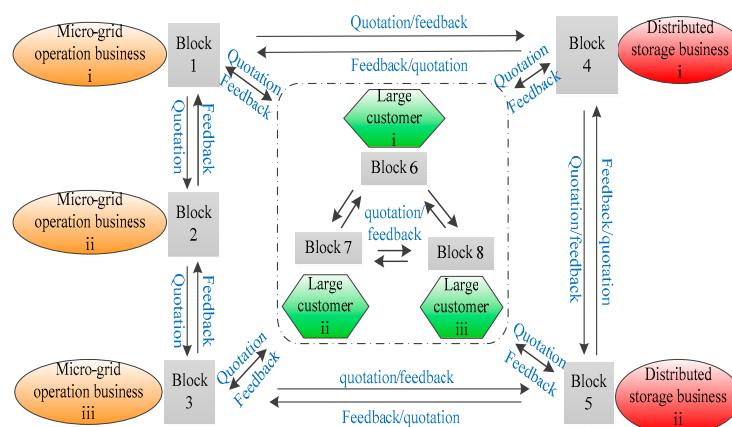 Micro-grid
operation business
i
Block
1
Quotation/feedback
Feedback/quotation
Block
4
Distributed
storage business
i
Quotation
Feedback
Quotation
Feedback
Large
customer
i
Block 6
Quotation
Feedback
Quotation/feedback
Feedback/quotation
Micro-grid
operation business
ii
Block
2
quotation/
feedback
Block 7
Block 8
Large
customer
ii
Large
customer
iii
Quotation
Feedback
Quotation
Feedback
Quotation
Feedback
Micro-grid
operation business
iii
Block
3
quotation/feedback
Feedback/quotation
Block
5
Distributed
storage business
ii